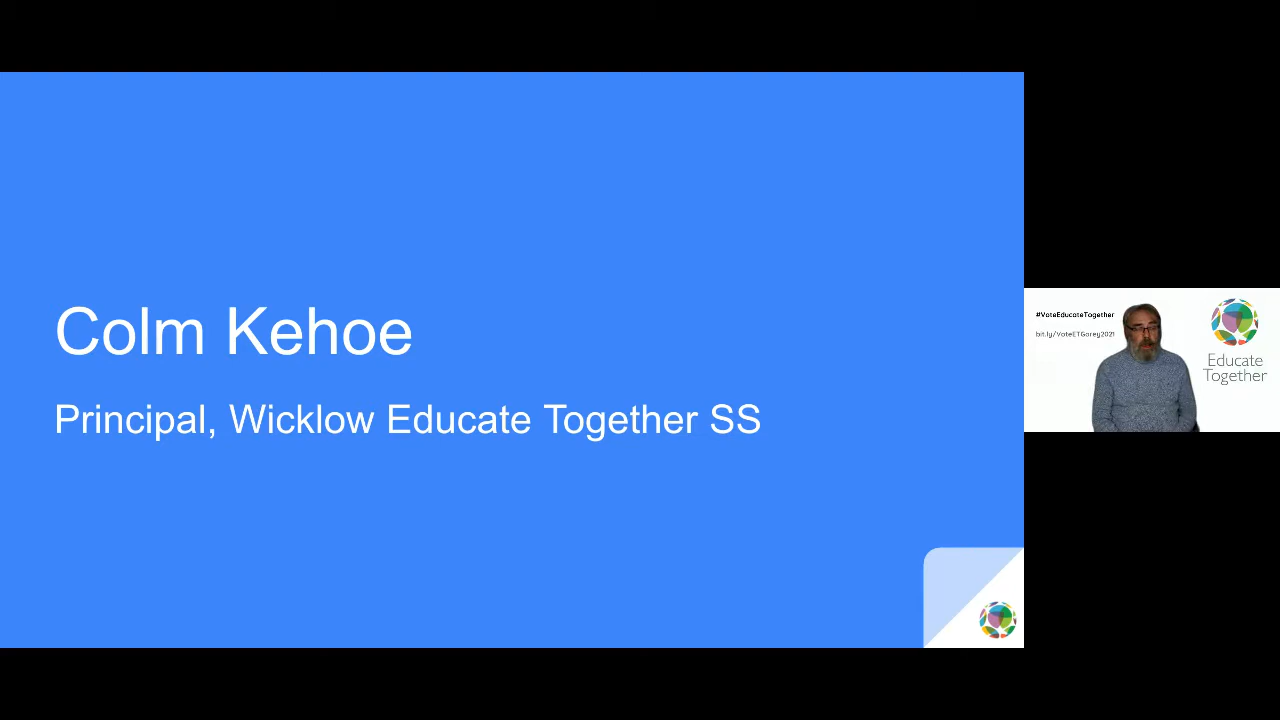 Colm Kehoe
Principal, Wicklow Educate Together SS
#VoteEducateTogether
bit.ly/VoteETGorey2021
Educate
Together